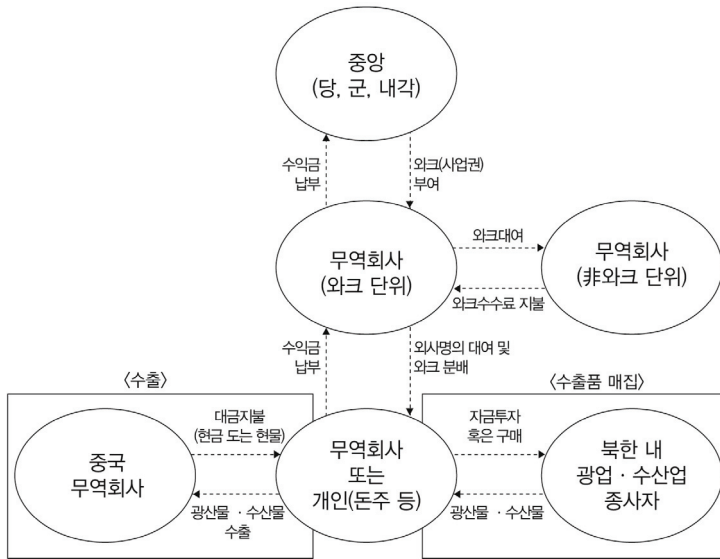 중앙
(당, 군, 내각)
수익금
납부
와크(사업권)
부여
무역회사
(와크 단위)
와크대여
와크수수료 지불
무역회사
(非와크 단위)
수익금
납부
외사명의 대여 및
와크 분배
〈수출〉
〈수출품 매집〉
중국
무역회사
대금지불
(현금 도는 현물)
광산물 · 수산물
수출
무역회사
또는
개인(돈주 등)
자금투자
혹은 구매
광산물 · 수산물
북한 내
광업 · 수산업
종사자